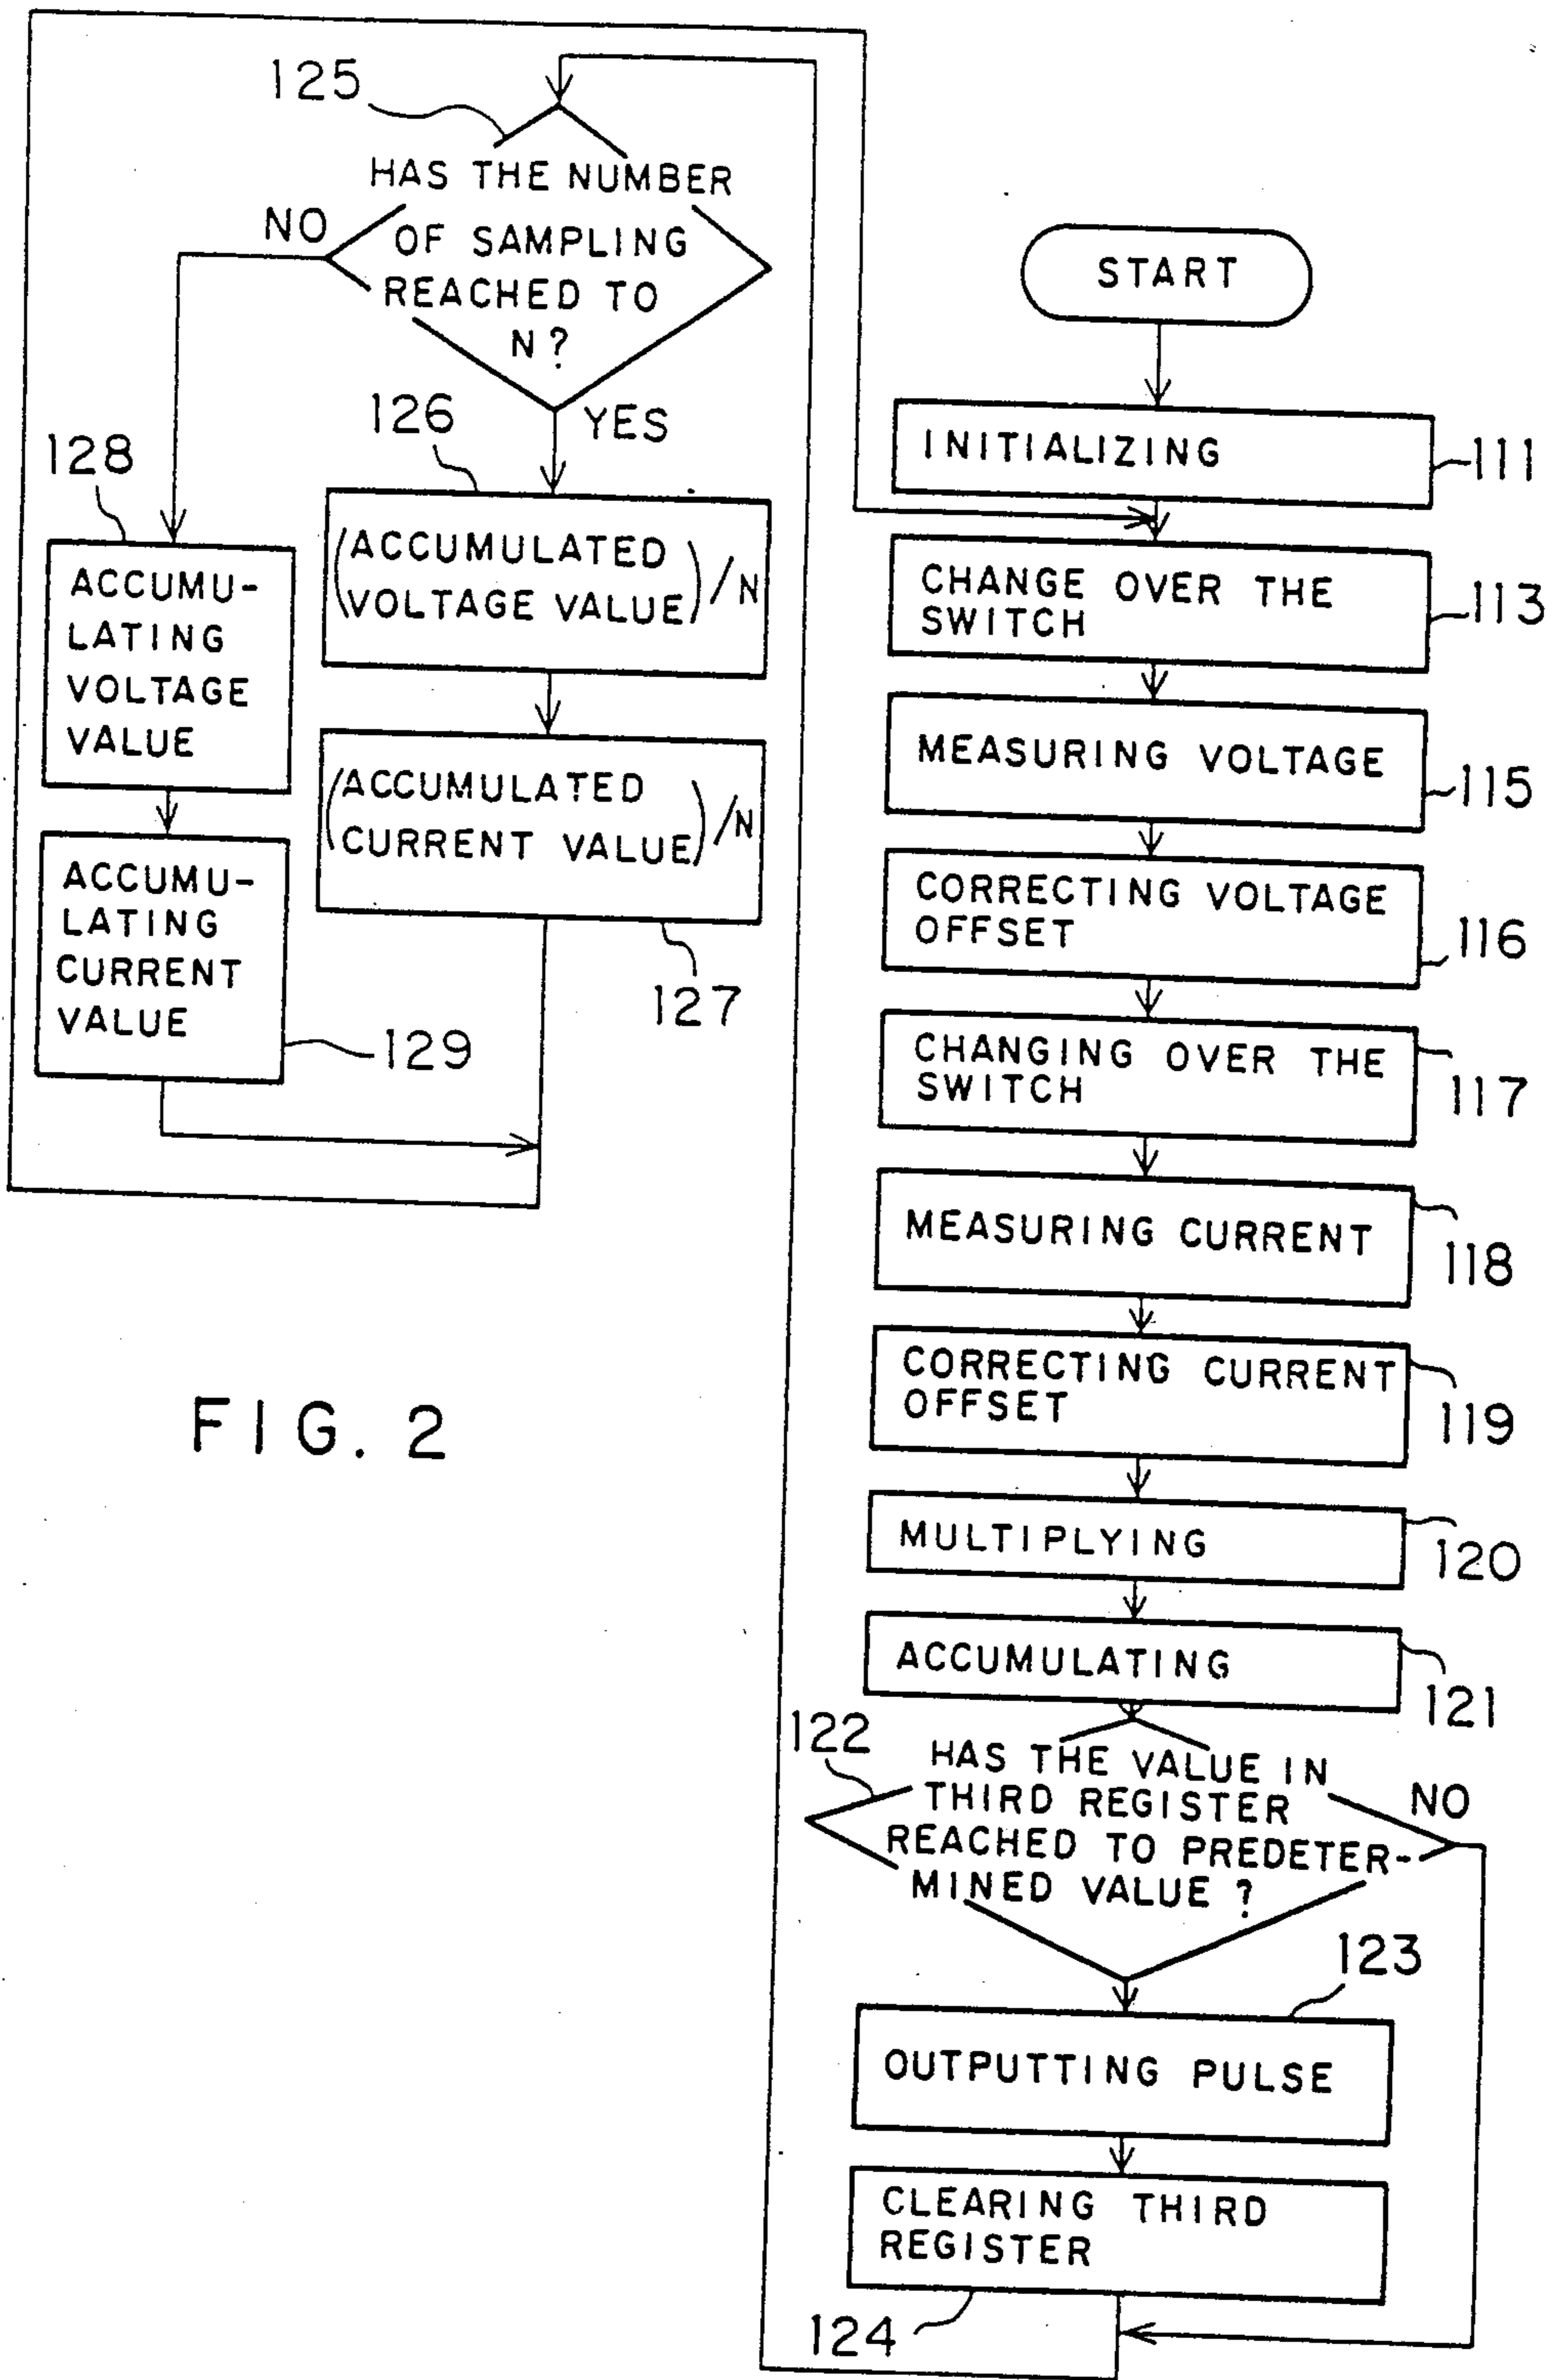 125
HAS THE NUMBER
OF SAMPLING
REACHED TO
N?
NO
YES
128
ACCUMU-
LATING
VOLTAGE
VALUE
ACCUMU-
LATING
CURRENT
VALUE
129
126
(ACCUMULATED
VOLTAGE VALUE)/N
(ACCUMULATED
CURRENT VALUE)/N
127
FIG. 2
START
INITIALIZING
111
CHANGE OVER THE
SWITCH
113
MEASURING VOLTAGE
115
CORRECTING VOLTAGE
OFFSET
116
CHANGING OVER THE
SWITCH
117
MEASURING CURRENT
118
CORRECTING CURRENT
OFFSET
119
MULTIPLYING
120
ACCUMULATING
121
122
HAS THE VALUE IN
THIRD REGISTER
REACHED TO PREDETER-
MINED VALUE ?
NO
123
OUTPUTTING PULSE
CLEARING THIRD
REGISTER
124